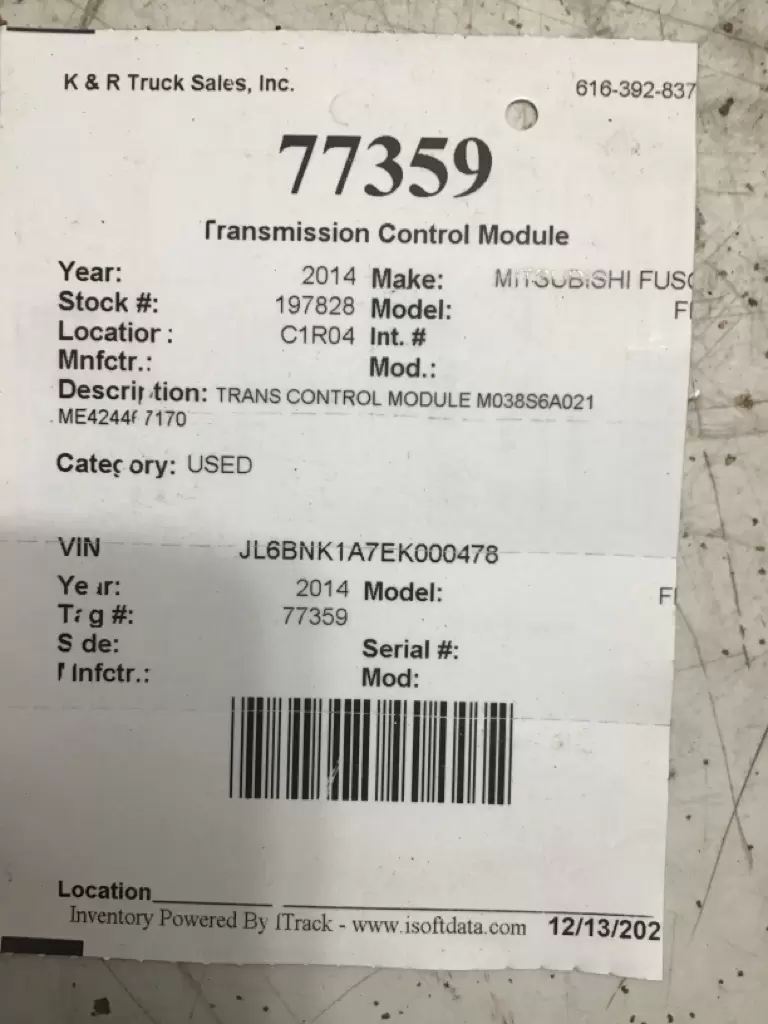 K & R Truck Sales, Inc. 616-392-837
77359
Transmission Control Module
Year: 2014 Make: MITSUBISHI FUSO
Stock #: 197828 Model:
Location: C1R04 Int. #
Mnfctr.: Mod.:
Description: TRANS CONTROL MODULE M038S6A021
7170
Category: USED
VIN JL6BNK1A7EK000478
Year: 2014 Model:
Tag #: 77359
Side: Serial #:
Mnfctr.: Mod:
Location
Inventory Powered By ITrack - www.isoftdata.com 12/13/202